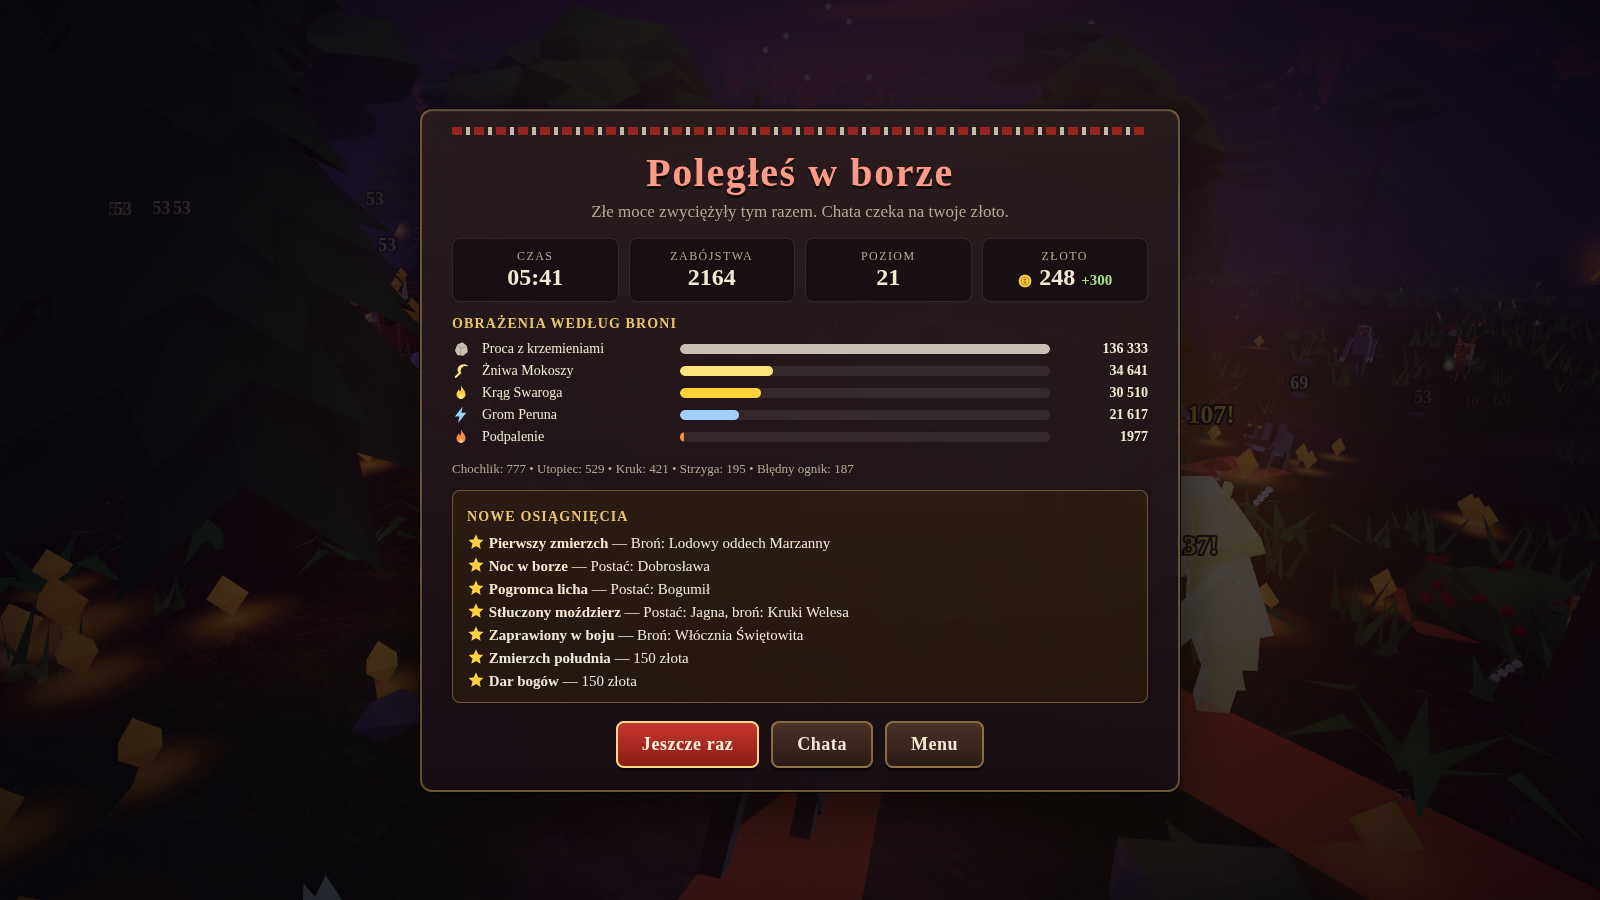 Poległeś w borze
Złe moce zwyciężyły tym razem. Chata czeka na twoje złoto.
CZAS
05:41
ZABÓJSTWA
2164
POZIOM
21
ZŁOTO
248 +300
OBRAŻENIA WEDŁUG BRONI
Proca z krzemieniami 136 333
Żniwa Mokoszy 34 641
Krąg Swaroga 30 510
Grom Peruna 21 617
Podpalenie 1977
Chochlik: 777 • Utopiec: 529 • Kruk: 421 • Strzyga: 195 • Błędny ognik: 187
NOWE OSIĄGNIĘCIA
Pierwszy zmierzch — Broń: Lodowy oddech Marzanny
Noc w borze — Postać: Dobrosława
Pogromca licha — Postać: Bogumił
Stłuczony moździerz — Postać: Jagna, broń: Kruki Welesa
Zaprawiony w boju — Broń: Włócznia Świętowita
Zmierzch południa — 150 złota
Dar bogów — 150 złota
Jeszcze raz
Chata
Menu
53
53 53
53
53
69
53
16 69
107!
37!
55